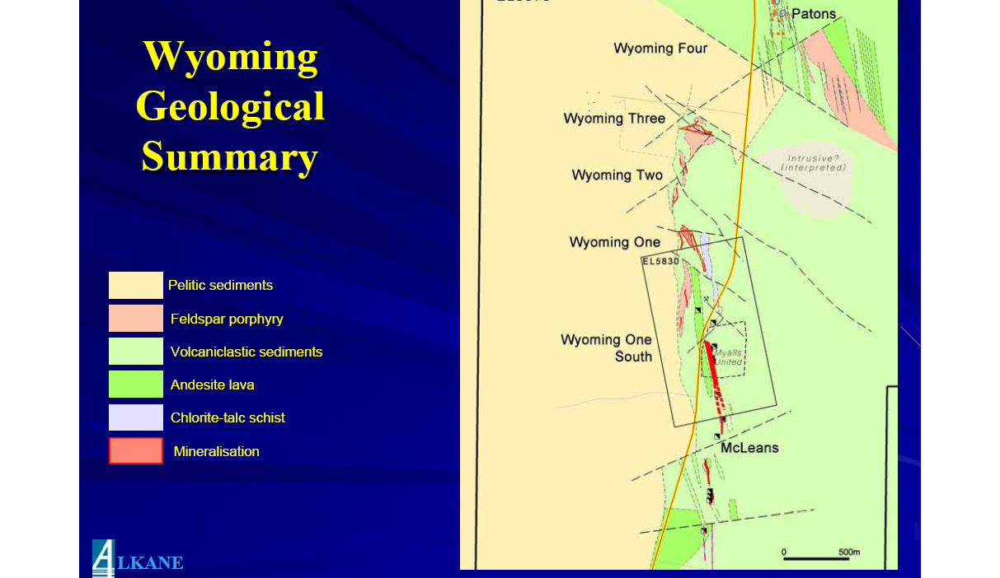 Wyoming
Geological
Summary
Pelitic sediments
Feldspar porphyry
Volcaniclastic sediments
Andesite lava
Chlorite-talc schist
Mineralisation
ALKANE
Patons
Wyoming Four
Wyoming Three
Intrusive?
(interpreted)
Wyoming Two
Wyoming One
EL5830
Wyoming One
South
Myalls
United
McLeans
0 500m